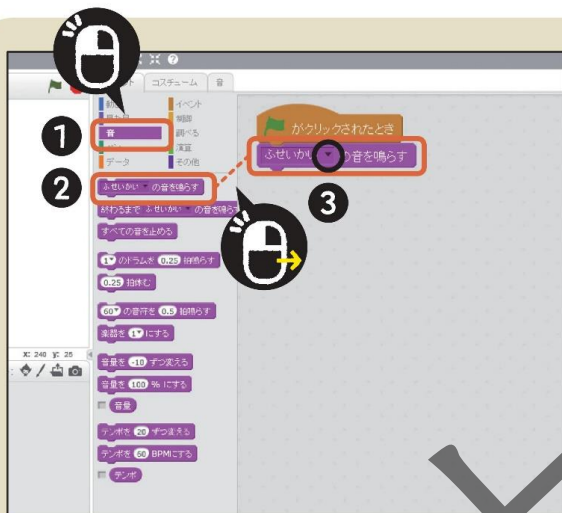 コスチューム 音
イベント
制御
音 調べる
演算
データ その他
ふせいかい の音を鳴らす
終わるまで ふせいかい の音を鳴らす
すべての音を止める
1 のドラムを 0.25 拍鳴らす
0.25 拍休む
60 の音符を 0.5 拍鳴らす
楽器を 1 にする
音量を -10 ずつ変える
音量を 100 % にする
音量
テンポを 20 ずつ変える
テンポを 60 BPMにする
テンポ
X: 240 y: 25
1
2
がクリックされたとき
ふせいかい の音を鳴らす
3